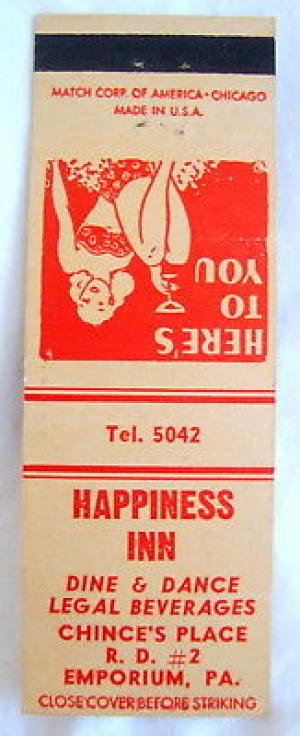 MATCH CORP. OF AMERICA • CHICAGO
MADE IN U.S.A.
HERE'S
TO
YOU
Tel. 5042
HAPPINESS
INN
DINE & DANCE
LEGAL BEVERAGES
CHINCE'S PLACE
R. D. #2
EMPORIUM, PA.
CLOSE COVER BEFORE STRIKING